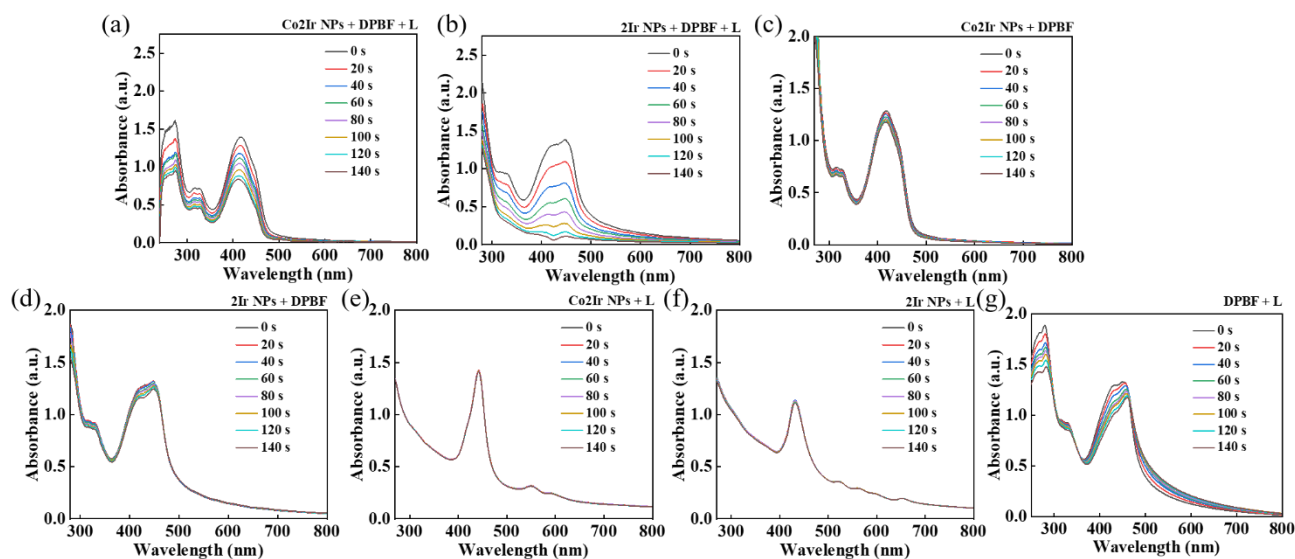 (a)
Co2Ir NPs + DPBF + L
0 s
20 s
40 s
60 s
80 s
100 s
120 s
140 s
2.5
2.0
1.5
1.0
0.5
0.0
300 400 500 600 700 800
Absorbance (a.u.)
Wavelength (nm)
(b)
2Ir NPs + DPBF + L
0 s
20 s
40 s
60 s
80 s
100 s
120 s
140 s
2.5
2.0
1.5
1.0
0.5
0.0
300 400 500 600 700 800
Absorbance (a.u.)
Wavelength (nm)
(c)
Co2Ir NPs + DPBF
0 s
20 s
40 s
60 s
80 s
100 s
120 s
140 s
2.0
1.5
1.0
0.5
0.0
300 400 500 600 700 800
Absorbance (a.u.)
Wavelength (nm)
(d)
2Ir NPs + DPBF
0 s
20 s
40 s
60 s
80 s
100 s
120 s
140 s
2.0
1.5
1.0
0.5
0.0
300 400 500 600 700 800
Absorbance (a.u.)
Wavelength (nm)
(e)
Co2Ir NPs + L
0 s
20 s
40 s
60 s
80 s
100 s
120 s
140 s
2.0
1.5
1.0
0.5
0.0
300 400 500 600 700 800
Absorbance (a.u.)
Wavelength (nm)
(f)
2Ir NPs + L
0 s
20 s
40 s
60 s
80 s
100 s
120 s
140 s
2.0
1.5
1.0
0.5
0.0
300 400 500 600 700 800
Absorbance (a.u.)
Wavelength (nm)
(g)
DPBF + L
0 s
20 s
40 s
60 s
80 s
100 s
120 s
140 s
2.0
1.5
1.0
0.5
0.0
300 400 500 600 700 800
Absorbance (a.u.)
Wavelength (nm)